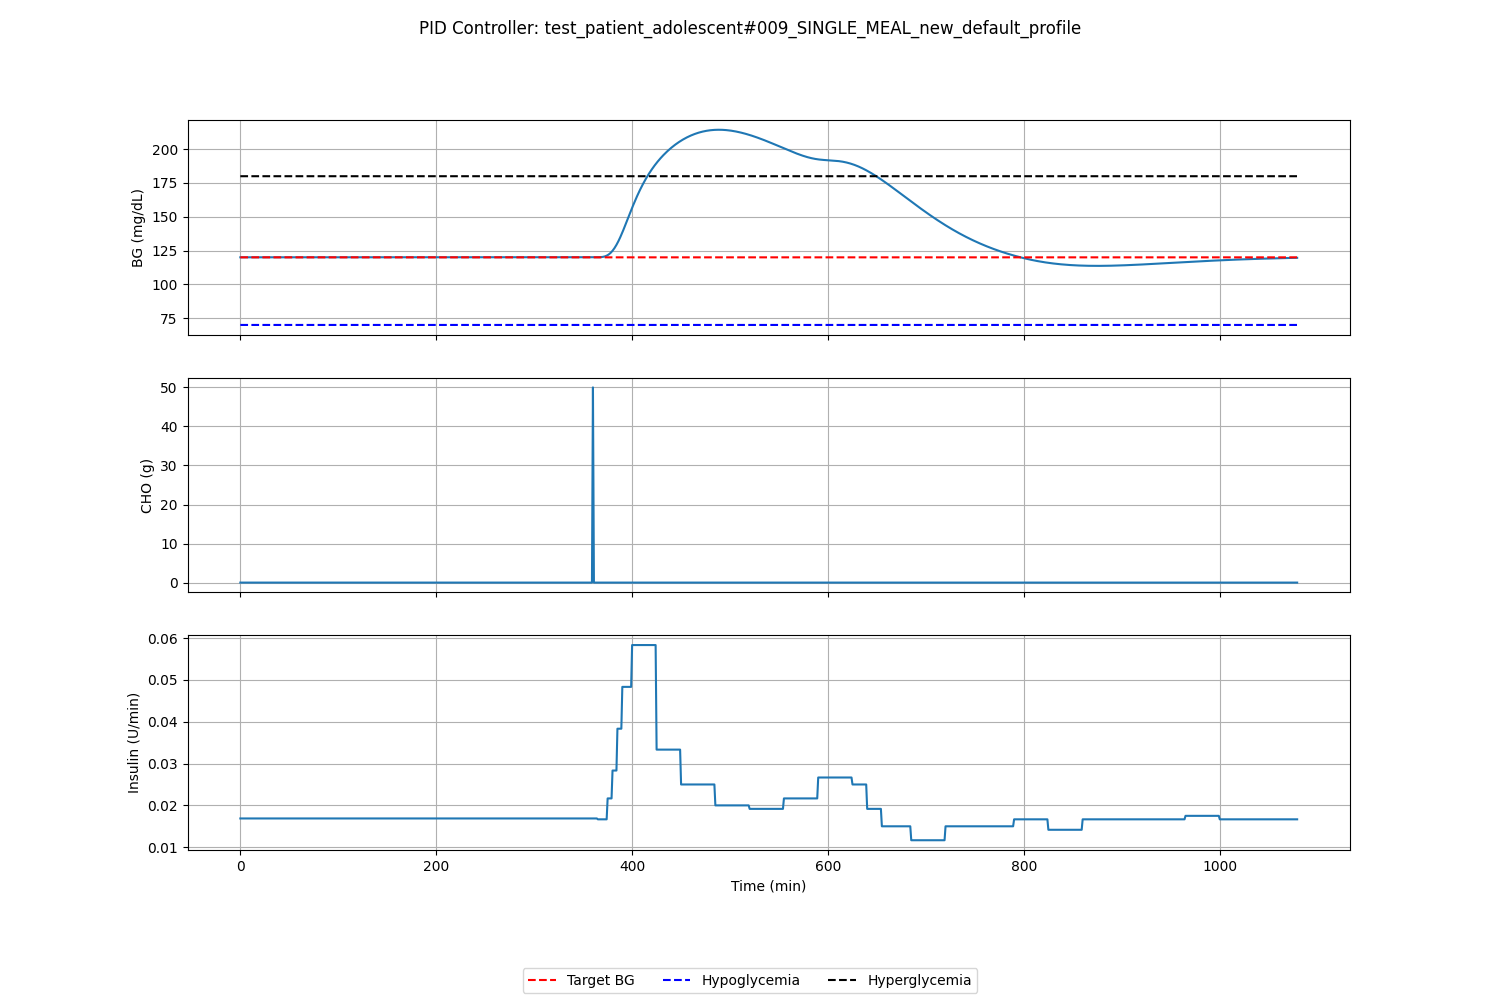 PID Controller: test_patient_adolescent#009_SINGLE_MEAL_new_default_profile
BG (mg/dL)
200
175
150
125
100
75
CHO (g)
50
40
30
20
10
0
Insulin (U/min)
0.06
0.05
0.04
0.03
0.02
0.01
0 200 400 600 800 1000
Time (min)
Target BG Hypoglycemia Hyperglycemia